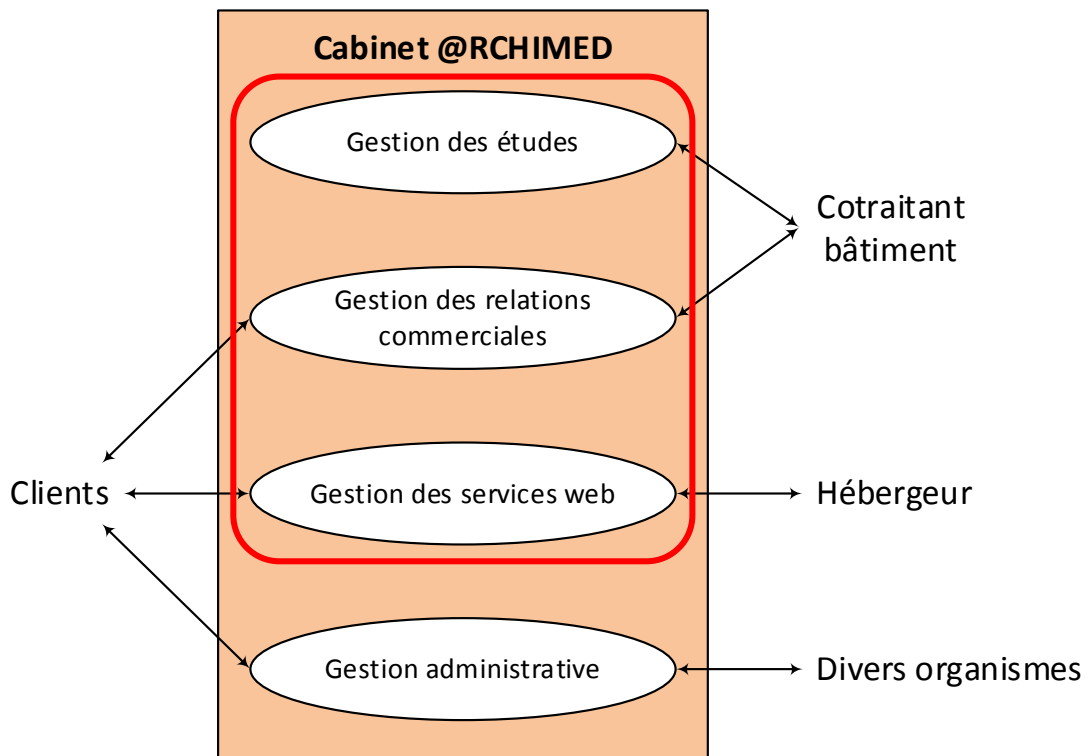 Cabinet @RCHIMED
Gestion des études
Cotraitant
bâtiment
Gestion des relations
commerciales
Clients
Gestion des services web
Hébergeur
Gestion administrative
Divers organismes